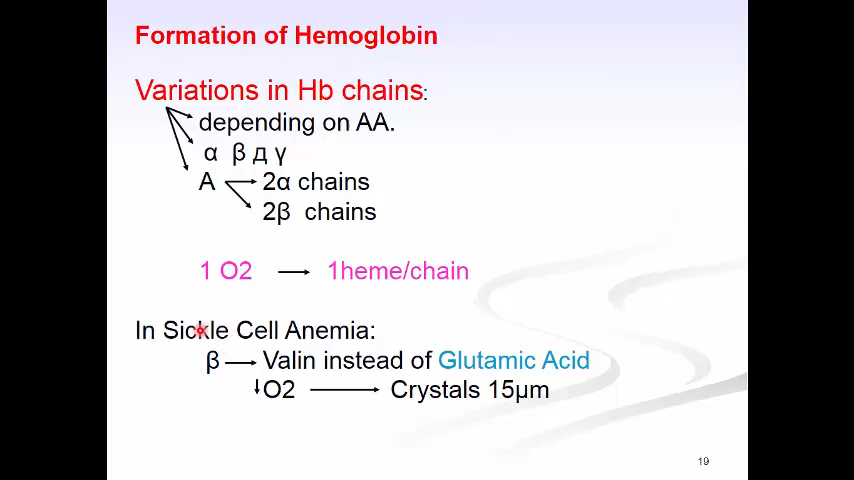 Formation of Hemoglobin
Variations in Hb chains:
depending on AA.
α β д γ
A → 2α chains
2β chains
1 O2 → 1heme/chain
In Sickle Cell Anemia:
β → Valin instead of Glutamic Acid
↓O2 → Crystals 15μm
19